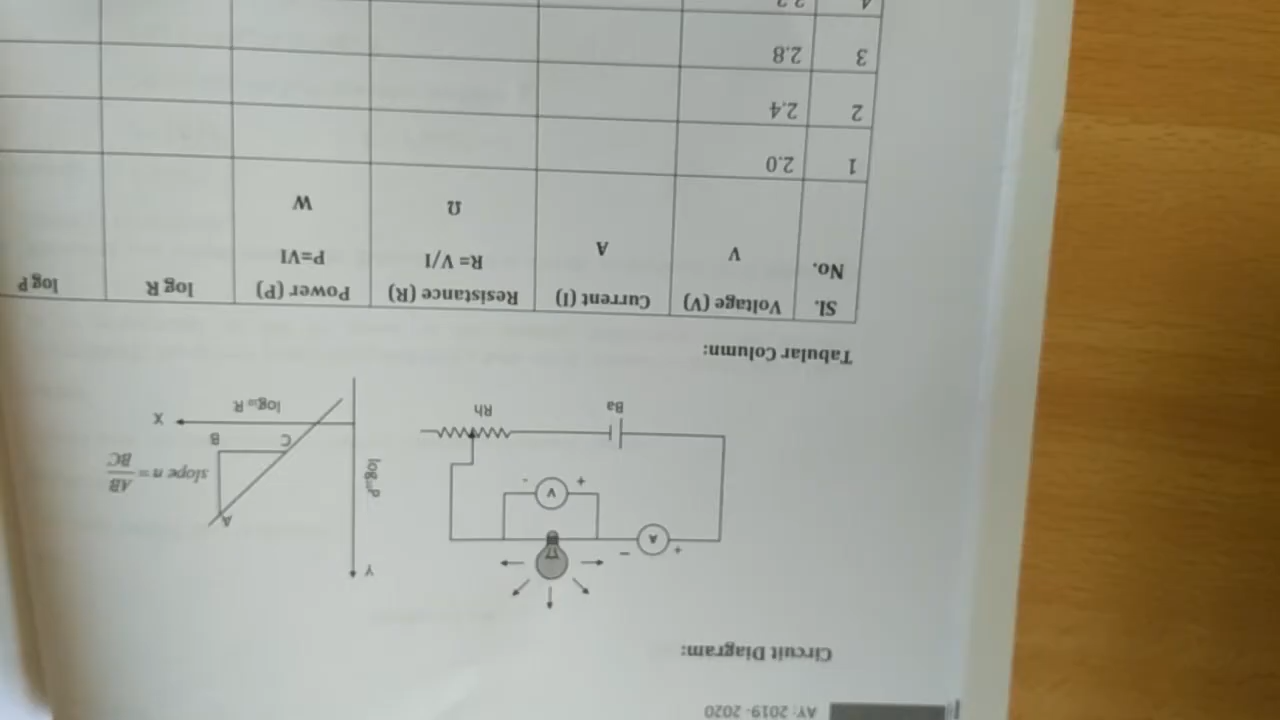 AY: 2019-2020
Circuit Diagram:
A
+
−
V
+
-
Ba
Rh
Y
log₁₀P
A
B
C
slope n = AB/BC
log₁₀ R
X
Tabular Column:
Sl. No. Voltage (V) V Current (I) A Resistance (R) R= V/I Ω Power (P) P=VI W log R log P
1 2.0
2 2.4
3 2.8